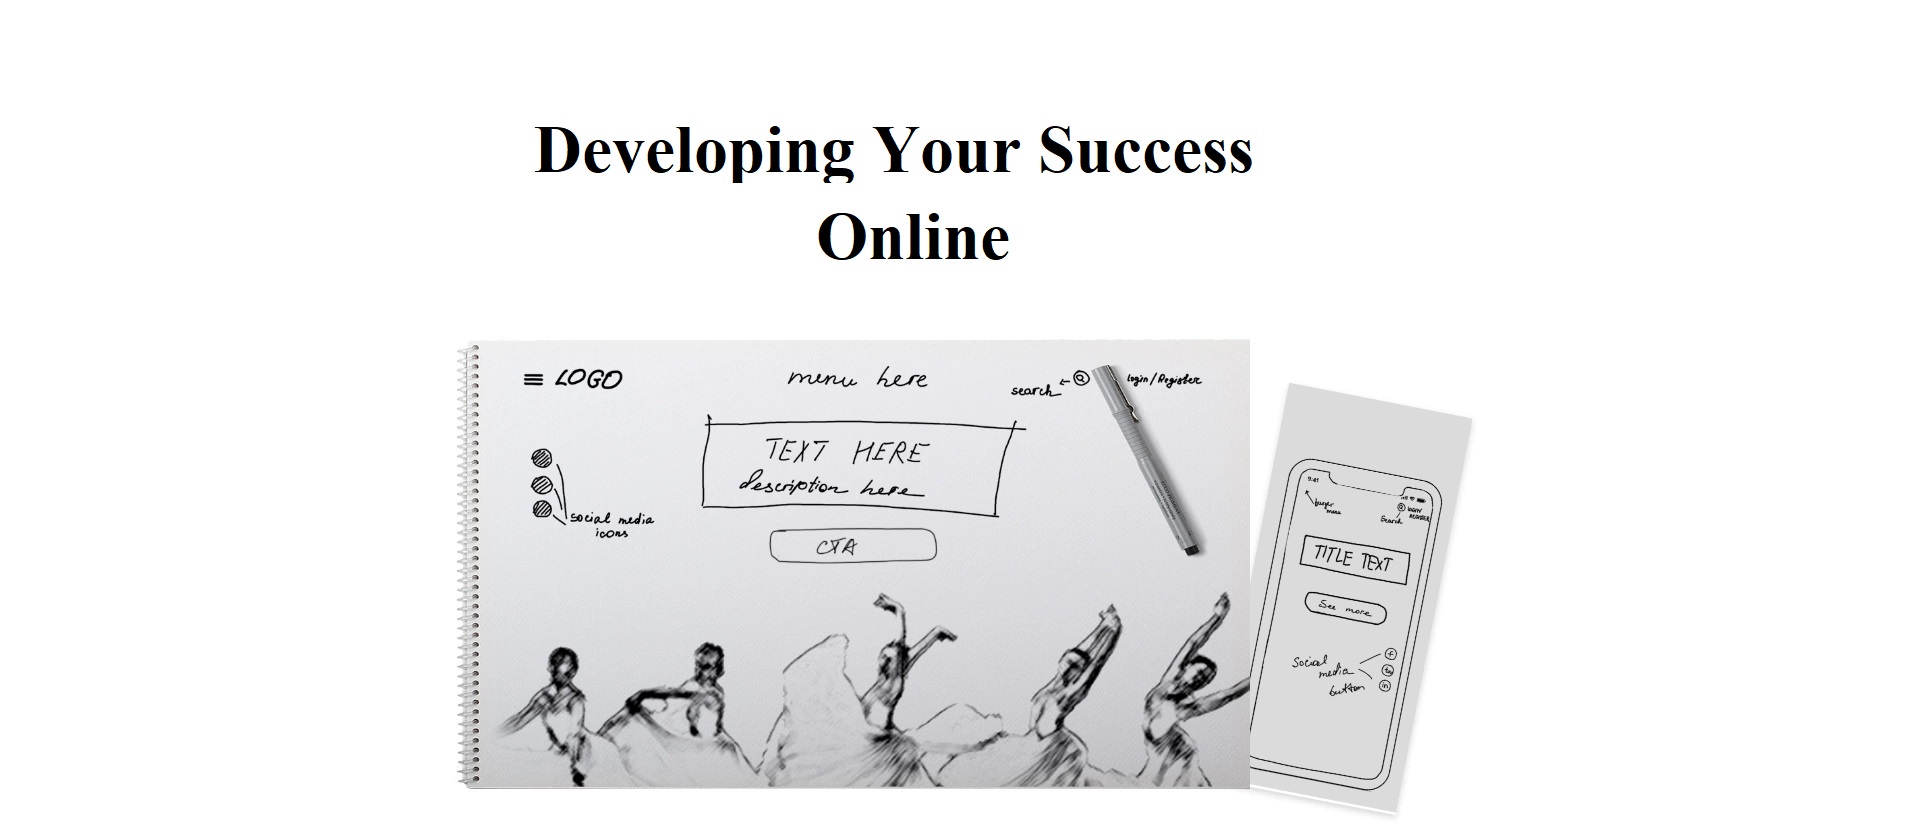 Developing Your Success
Online
LOGO
menu here
search
Login/Register
TEXT HERE
description here
social media
icons
CTA
9:41
burger
menu
Search
LOGIN/
REGISTER
TITLE TEXT
See more
Social
media
button
f
in